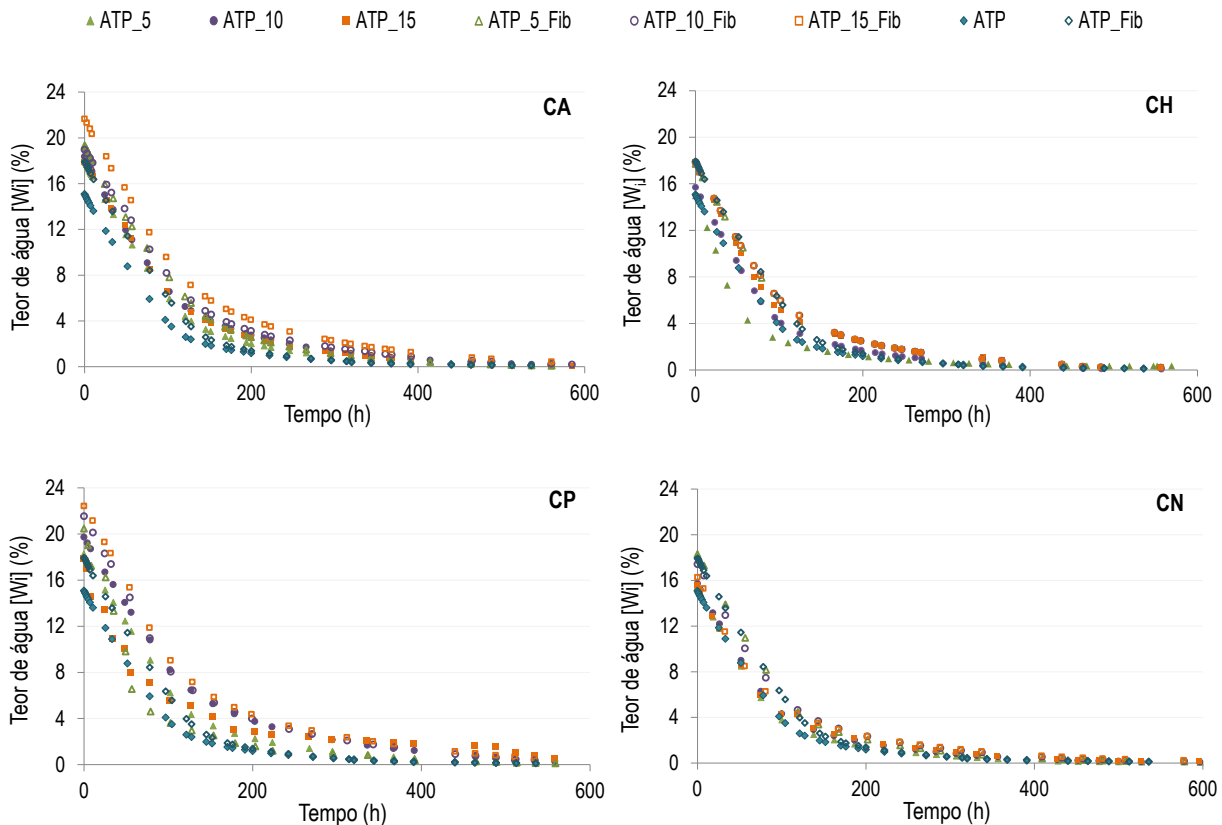 ATP_5 ATP_10 ATP_15 ATP_5_Fib ATP_10_Fib ATP_15_Fib ATP ATP_Fib
CA
Teor de água [Wi] (%)
24
20
16
12
8
4
0
0 200 400 600
Tempo (h)
CH
Teor de água [Wi] (%)
24
20
16
12
8
4
0
0 200 400 600
Tempo (h)
CP
Teor de água [Wi] (%)
24
20
16
12
8
4
0
0 200 400 600
Tempo (h)
CN
Teor de água [Wi] (%)
24
20
16
12
8
4
0
0 200 400 600
Tempo (h)